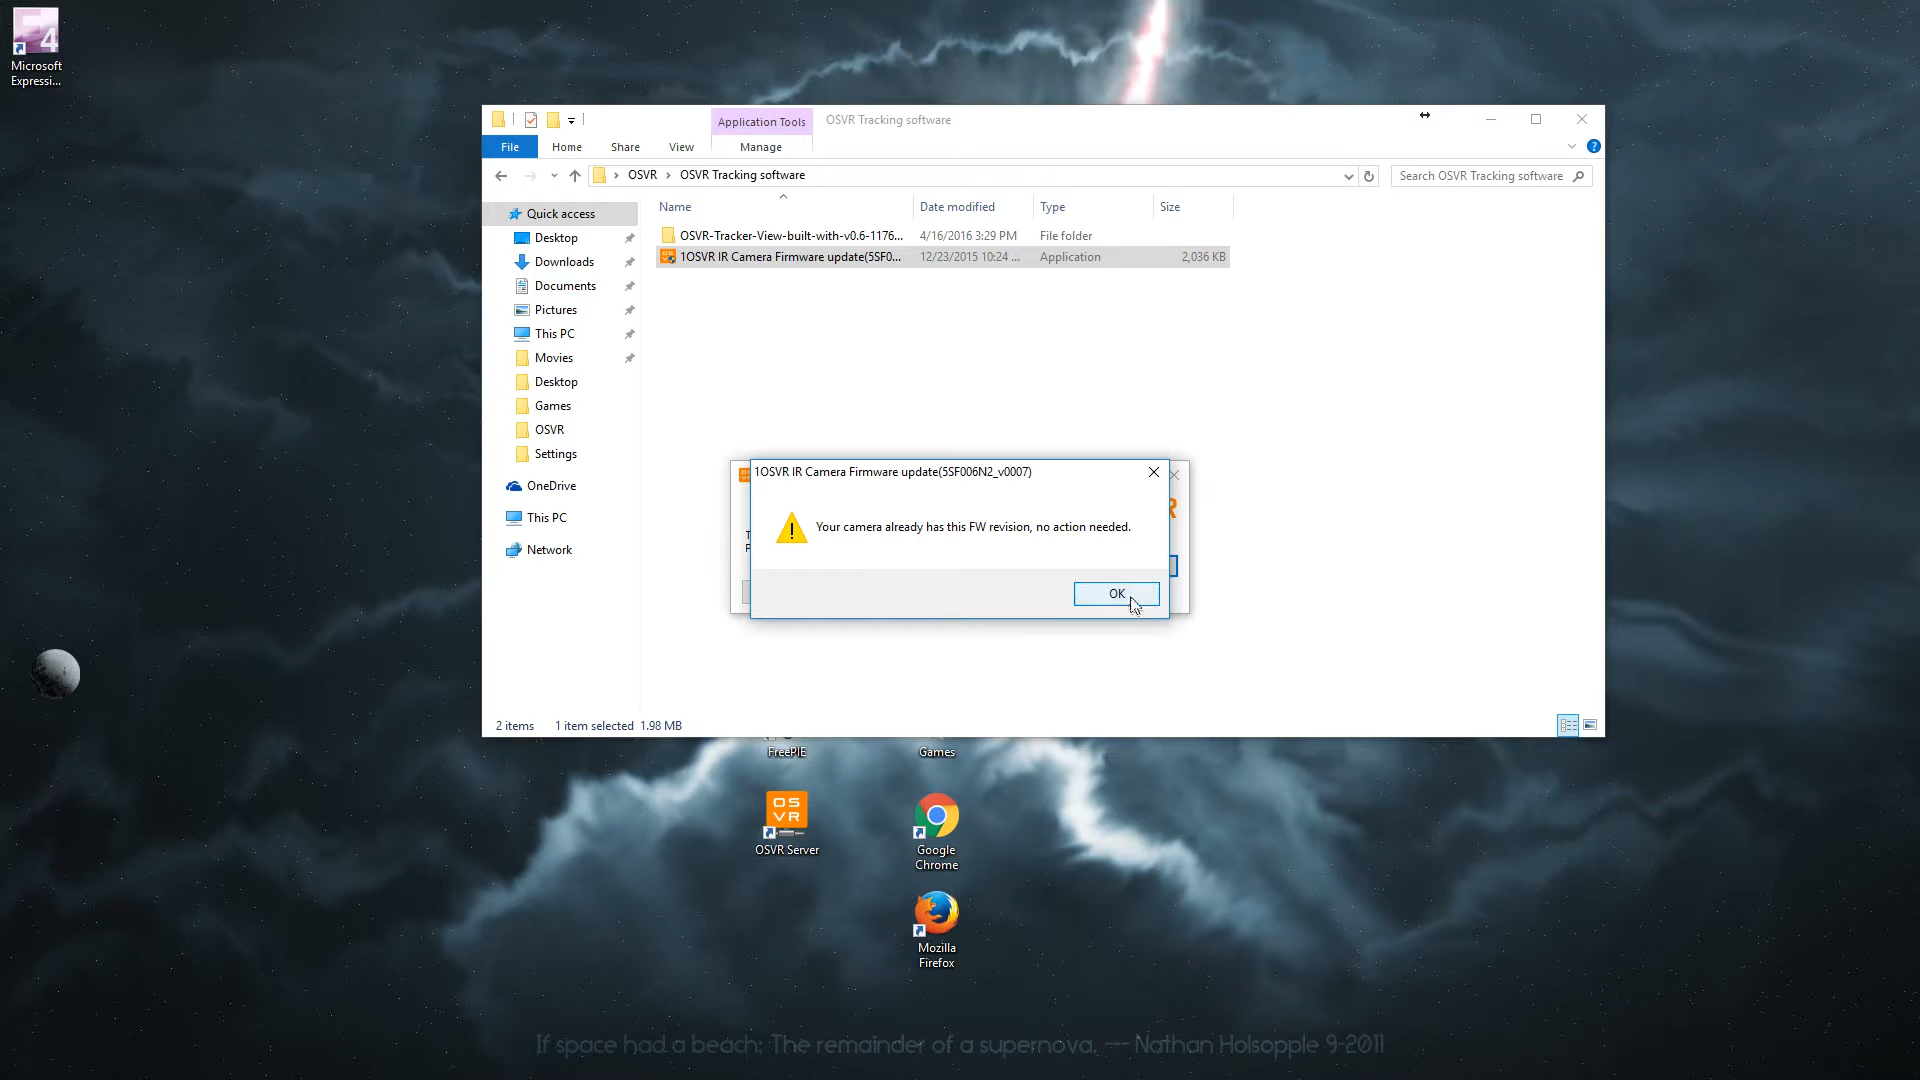 4
Microsoft
Expressi...
Application Tools
OSVR Tracking software
File
Home
Share
View
Manage
?
OSVR
OSVR Tracking software
Search OSVR Tracking software
Name
Date modified
Type
Size
Quick access
Desktop
Downloads
Documents
Pictures
This PC
Movies
Desktop
Games
OSVR
Settings
OneDrive
This PC
Network
OSVR-Tracker-View-built-with-v0.6-1176...
4/16/2016 3:29 PM
File folder
1OSVR IR Camera Firmware update(5SF0...
12/23/2015 10:24 ...
Application
2,036 KB
1OSVR IR Camera Firmware update(5SF006N2_v0007)
Your camera already has this FW revision, no action needed.
OK
2 items
1 item selected 1.98 MB
FreePIE
Games
OS
VR
OSVR Server
Google
Chrome
Mozilla
Firefox
If space had a beach; The remainder of a supernova. --- Nathan Holsopple 9-2011